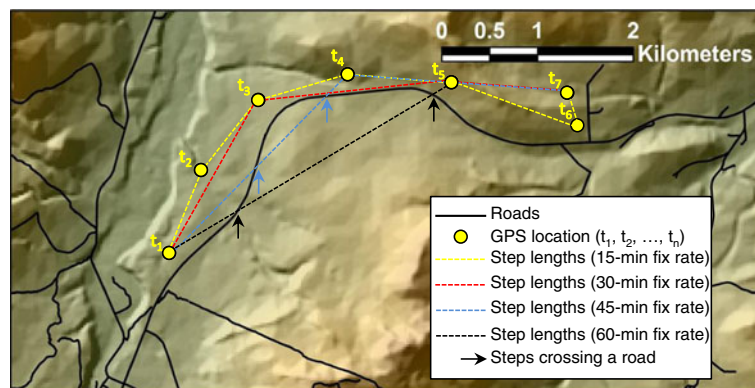 0 0.5 1 2
Kilometers
t4
t5
t7
t3
t6
t2
t1
Roads
GPS location (t1, t2, …, tn)
Step lengths (15-min fix rate)
Step lengths (30-min fix rate)
Step lengths (45-min fix rate)
Step lengths (60-min fix rate)
Steps crossing a road